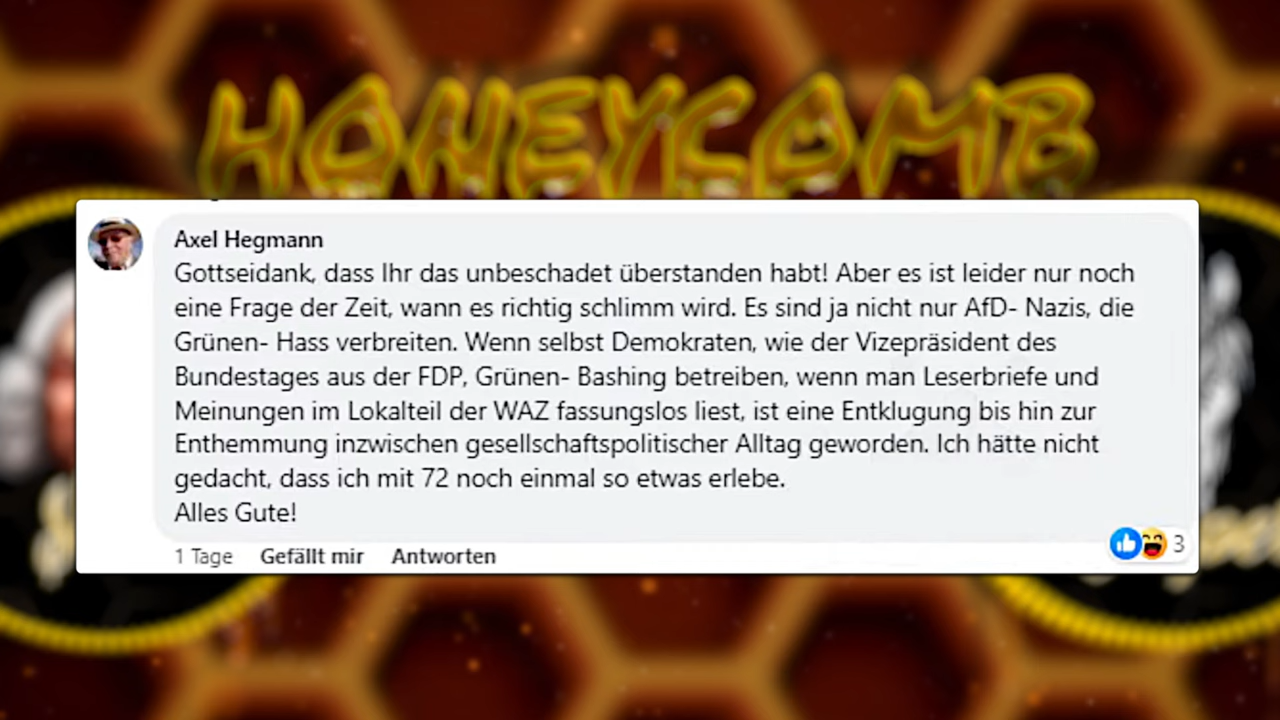 HONEYCOMB
Axel Hegmann
Gottseidank, dass Ihr das unbeschadet überstanden habt! Aber es ist leider nur noch
eine Frage der Zeit, wann es richtig schlimm wird. Es sind ja nicht nur AfD- Nazis, die
Grünen- Hass verbreiten. Wenn selbst Demokraten, wie der Vizepräsident des
Bundestages aus der FDP, Grünen- Bashing betreiben, wenn man Leserbriefe und
Meinungen im Lokalteil der WAZ fassungslos liest, ist eine Entklugung bis hin zur
Enthemmung inzwischen gesellschaftspolitischer Alltag geworden. Ich hätte nicht
gedacht, dass ich mit 72 noch einmal so etwas erlebe.
Alles Gute!
1 Tage Gefällt mir Antworten
3